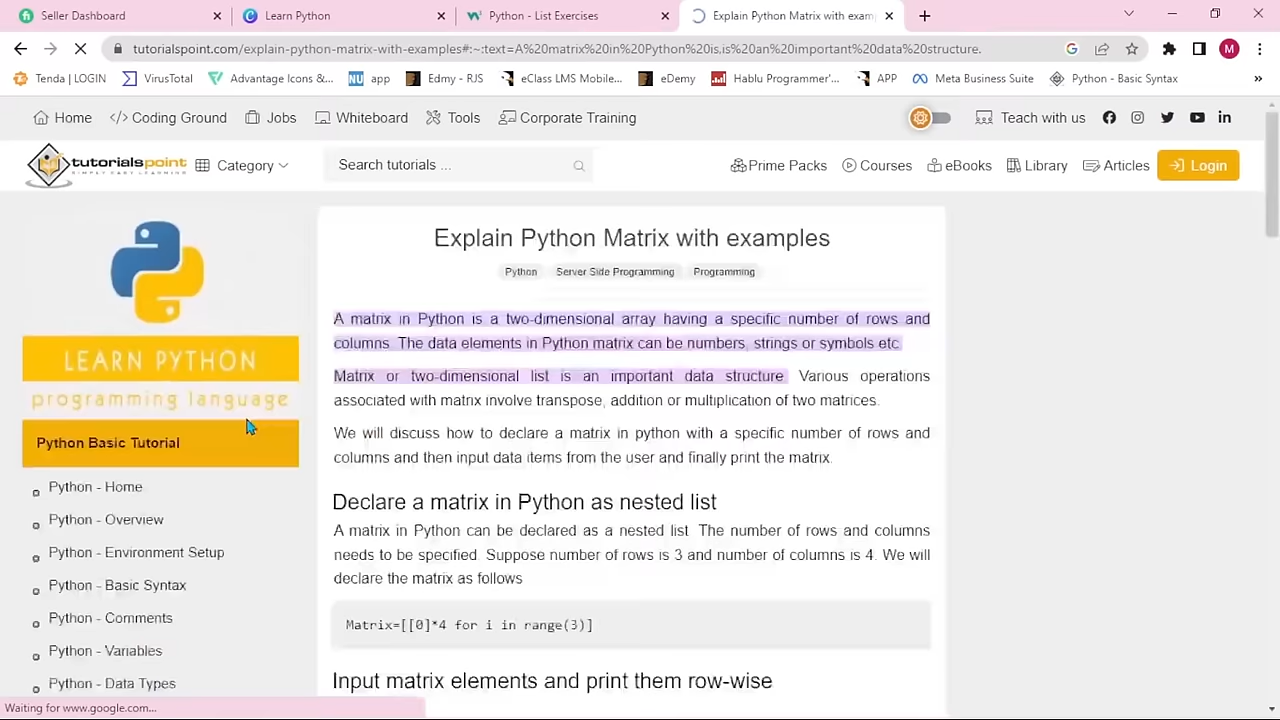 Seller Dashboard
Learn Python
Python - List Exercises
Explain Python Matrix with exam
tutorialspoint.com/explain-python-matrix-with-examples#:~:text=A%20matrix%20in%20Python%20is,is%20an%20important%20data%20structure.
M
Tenda | LOGIN
VirusTotal
Advantage Icons &...
NU app
Edmy - RJS
eClass LMS Mobile...
eDemy
Hablu Programmer'...
APP
Meta Business Suite
Python - Basic Syntax
»
Home
</> Coding Ground
Jobs
Whiteboard
Tools
Corporate Training
Teach with us
tutorialspoint
SIMPLY EASY LEARNING
Category
Search tutorials ...
Prime Packs
Courses
eBooks
Library
Articles
Login
LEARN PYTHON
programming language
Python Basic Tutorial
Python - Home
Python - Overview
Python - Environment Setup
Python - Basic Syntax
Python - Comments
Python - Variables
Python - Data Types
Explain Python Matrix with examples
Python
Server Side Programming
Programming
A matrix in Python is a two-dimensional array having a specific number of rows and
columns. The data elements in Python matrix can be numbers, strings or symbols etc.
Matrix or two-dimensional list is an important data structure. Various operations
associated with matrix involve transpose, addition or multiplication of two matrices.
We will discuss how to declare a matrix in python with a specific number of rows and
columns and then input data items from the user and finally print the matrix.
Declare a matrix in Python as nested list
A matrix in Python can be declared as a nested list. The number of rows and columns
needs to be specified. Suppose number of rows is 3 and number of columns is 4. We will
declare the matrix as follows
Matrix=[[0]*4 for i in range(3)]
Input matrix elements and print them row-wise
Waiting for www.google.com...